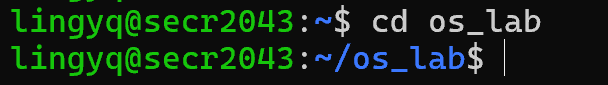 lingyq@secr2043:~$ cd os_lab
lingyq@secr2043:~/os_lab$